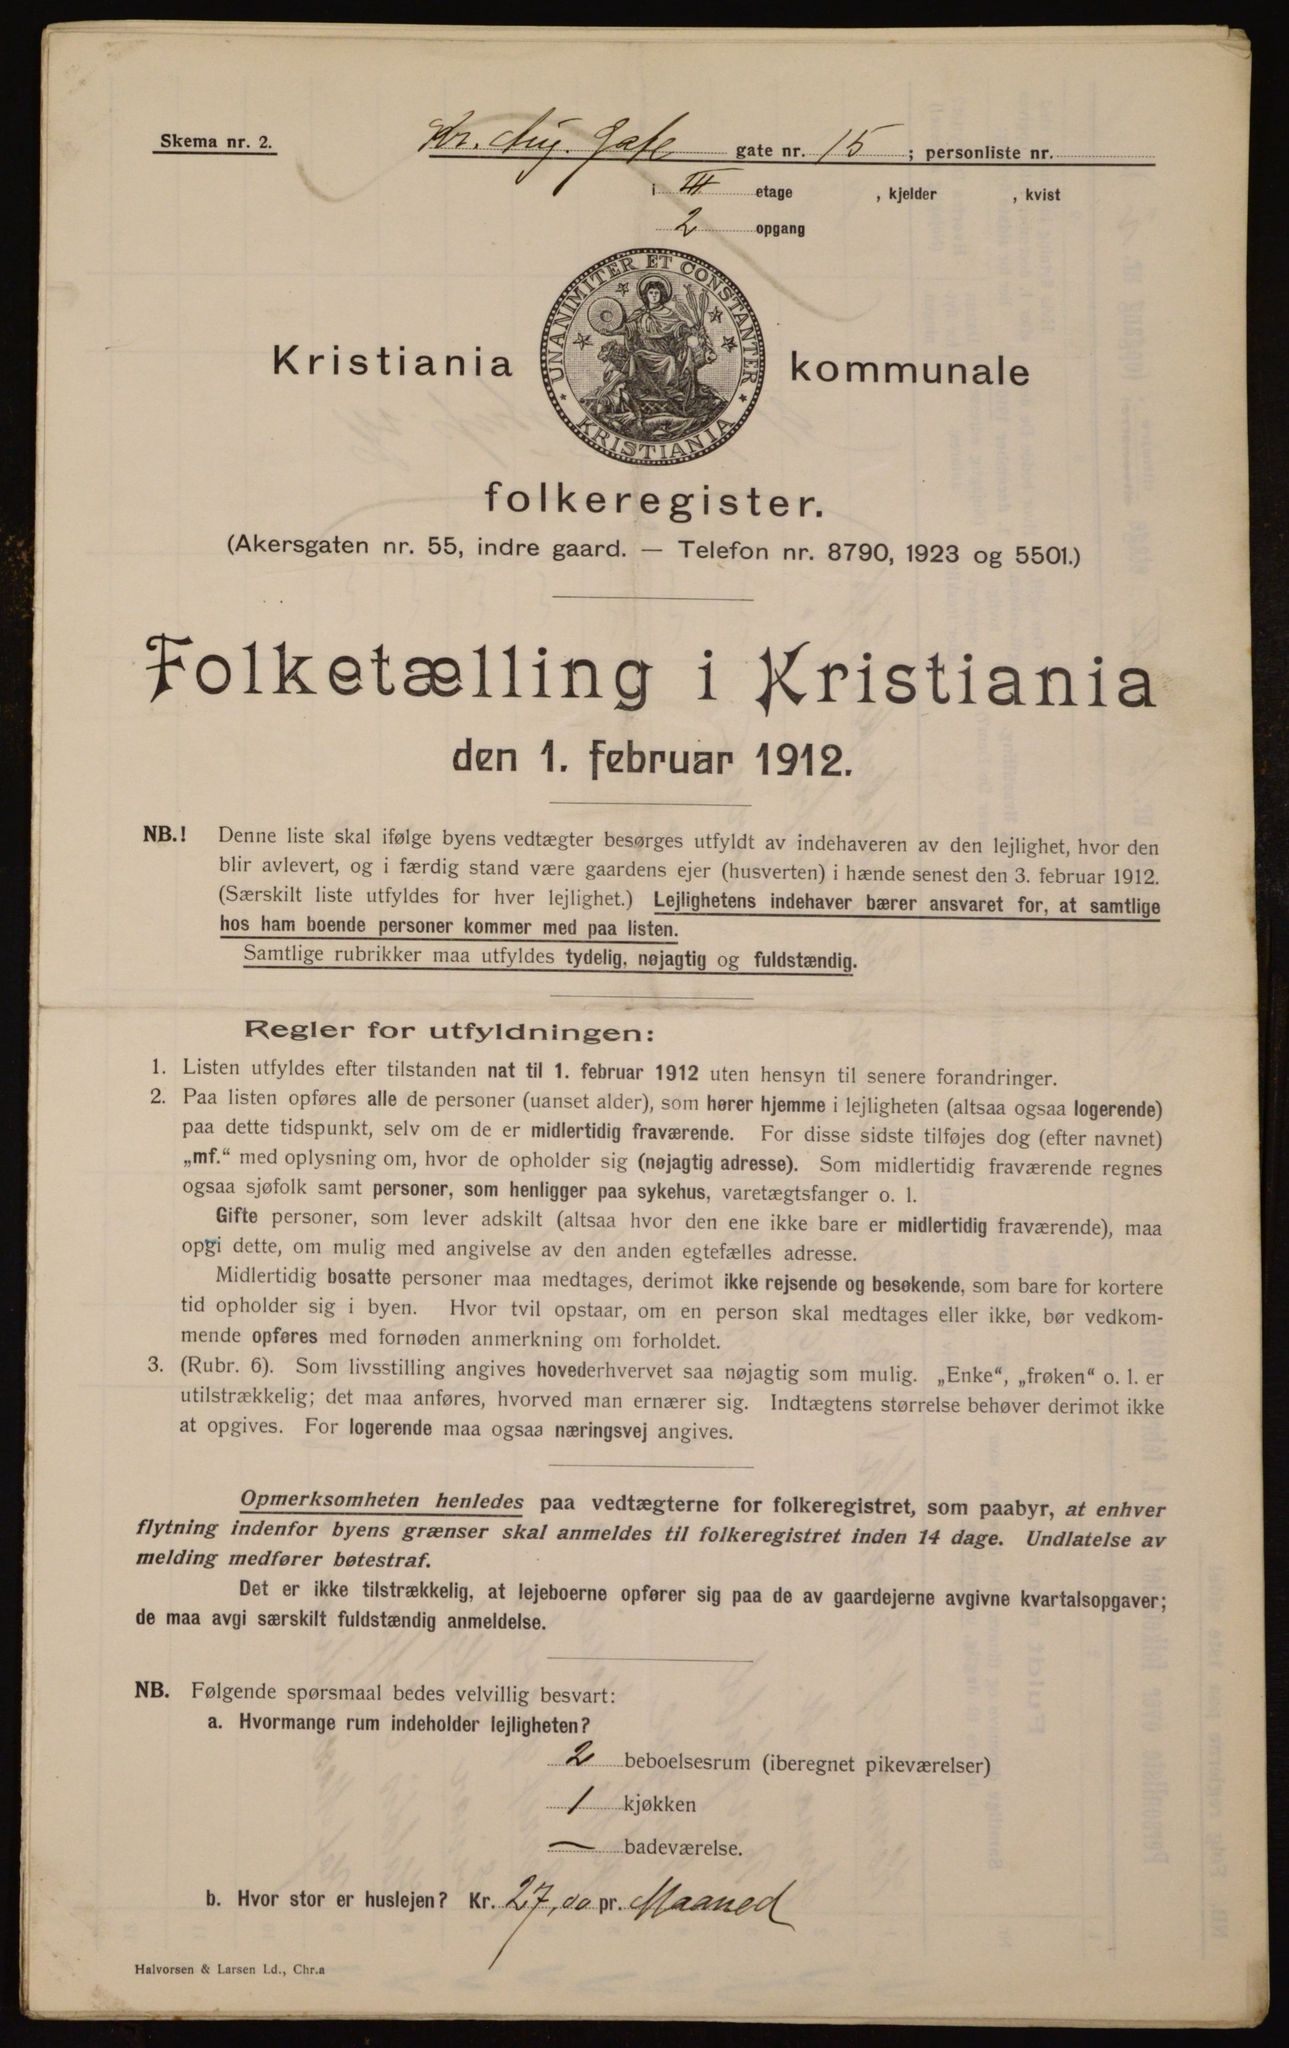 Skema nr. 2.
Kr. Aug. Gate gate nr. 15 ; personliste nr.
i III etage , kjelder , kvist
2 opgang
UNANIMITER ET CONSTANTER
KRISTIANIA
Kristiania kommunale
folkeregister.
(Akersgaten nr. 55, indre gaard. — Telefon nr. 8790, 1923 og 5501.)
Folketælling i Kristiania
den 1. februar 1912.
NB.! Denne liste skal ifølge byens vedtægter besørges utfyldt av indehaveren av den lejlighet, hvor den
blir avlevert, og i færdig stand være gaardens ejer (husverten) i hænde senest den 3. februar 1912.
(Særskilt liste utfyldes for hver lejlighet.) Lejlighetens indehaver bærer ansvaret for, at samtlige
hos ham boende personer kommer med paa listen.
Samtlige rubrikker maa utfyldes tydelig, nøjagtig og fuldstændig.
Regler for utfyldningen:
1. Listen utfyldes efter tilstanden nat til 1. februar 1912 uten hensyn til senere forandringer.
2. Paa listen opføres alle de personer (uanset alder), som hører hjemme i lejligheten (altsaa ogsaa logerende)
paa dette tidspunkt, selv om de er midlertidig fraværende. For disse sidste tilføjes dog (efter navnet)
„mf.“ med oplysning om, hvor de opholder sig (nøjagtig adresse). Som midlertidig fraværende regnes
ogsaa sjøfolk samt personer, som henligger paa sykehus, varetægtsfanger o. l.
Gifte personer, som lever adskilt (altsaa hvor den ene ikke bare er midlertidig fraværende), maa
opgi dette, om mulig med angivelse av den anden egtefælles adresse.
Midlertidig bosatte personer maa medtages, derimot ikke rejsende og besøkende, som bare for kortere
tid opholder sig i byen. Hvor tvil opstaar, om en person skal medtages eller ikke, bør vedkom-
mende opføres med fornøden anmerkning om forholdet.
3. (Rubr. 6). Som livsstilling angives hovederhvervet saa nøjagtig som mulig. „Enke“, „frøken“ o. l. er
utilstrækkelig; det maa anføres, hvorved man ernærer sig. Indtægtens størrelse behøver derimot ikke
at opgives. For logerende maa ogsaa næringsvej angives.
Opmerksomheten henledes paa vedtægterne for folkeregistret, som paabyr, at enhver
flytning indenfor byens grænser skal anmeldes til folkeregistret inden 14 dage. Undlatelse av
melding medfører bøtestraf.
Det er ikke tilstrækkelig, at lejeboerne opfører sig paa de av gaardejerne avgivne kvartalsopgaver;
de maa avgi særskilt fuldstændig anmeldelse.
NB. Følgende spørsmaal bedes velvillig besvart:
a. Hvormange rum indeholder lejligheten?
2 beboelsesrum (iberegnet pikeværelser)
1 kjøkken
— badeværelse.
b. Hvor stor er huslejen? Kr. 27,00 pr. Maaned
Halvorsen & Larsen Ld., Chr.a